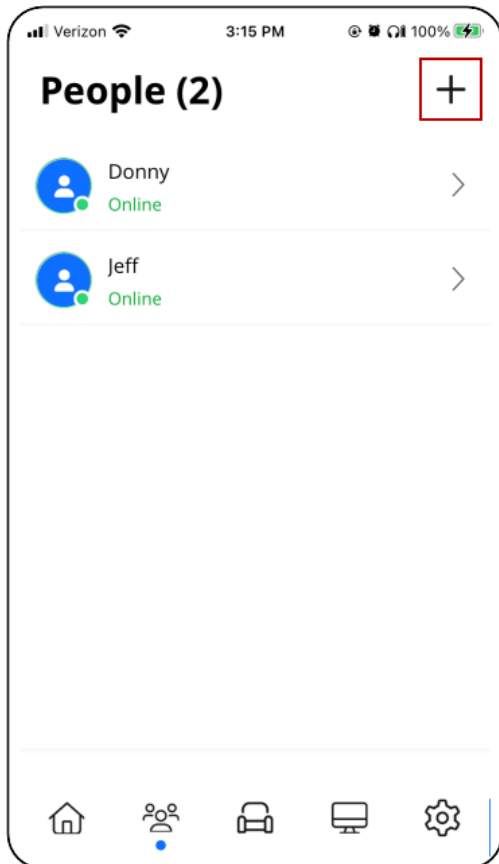 Verizon 3:15 PM 100%
People (2)
Donny
Online
Jeff
Online